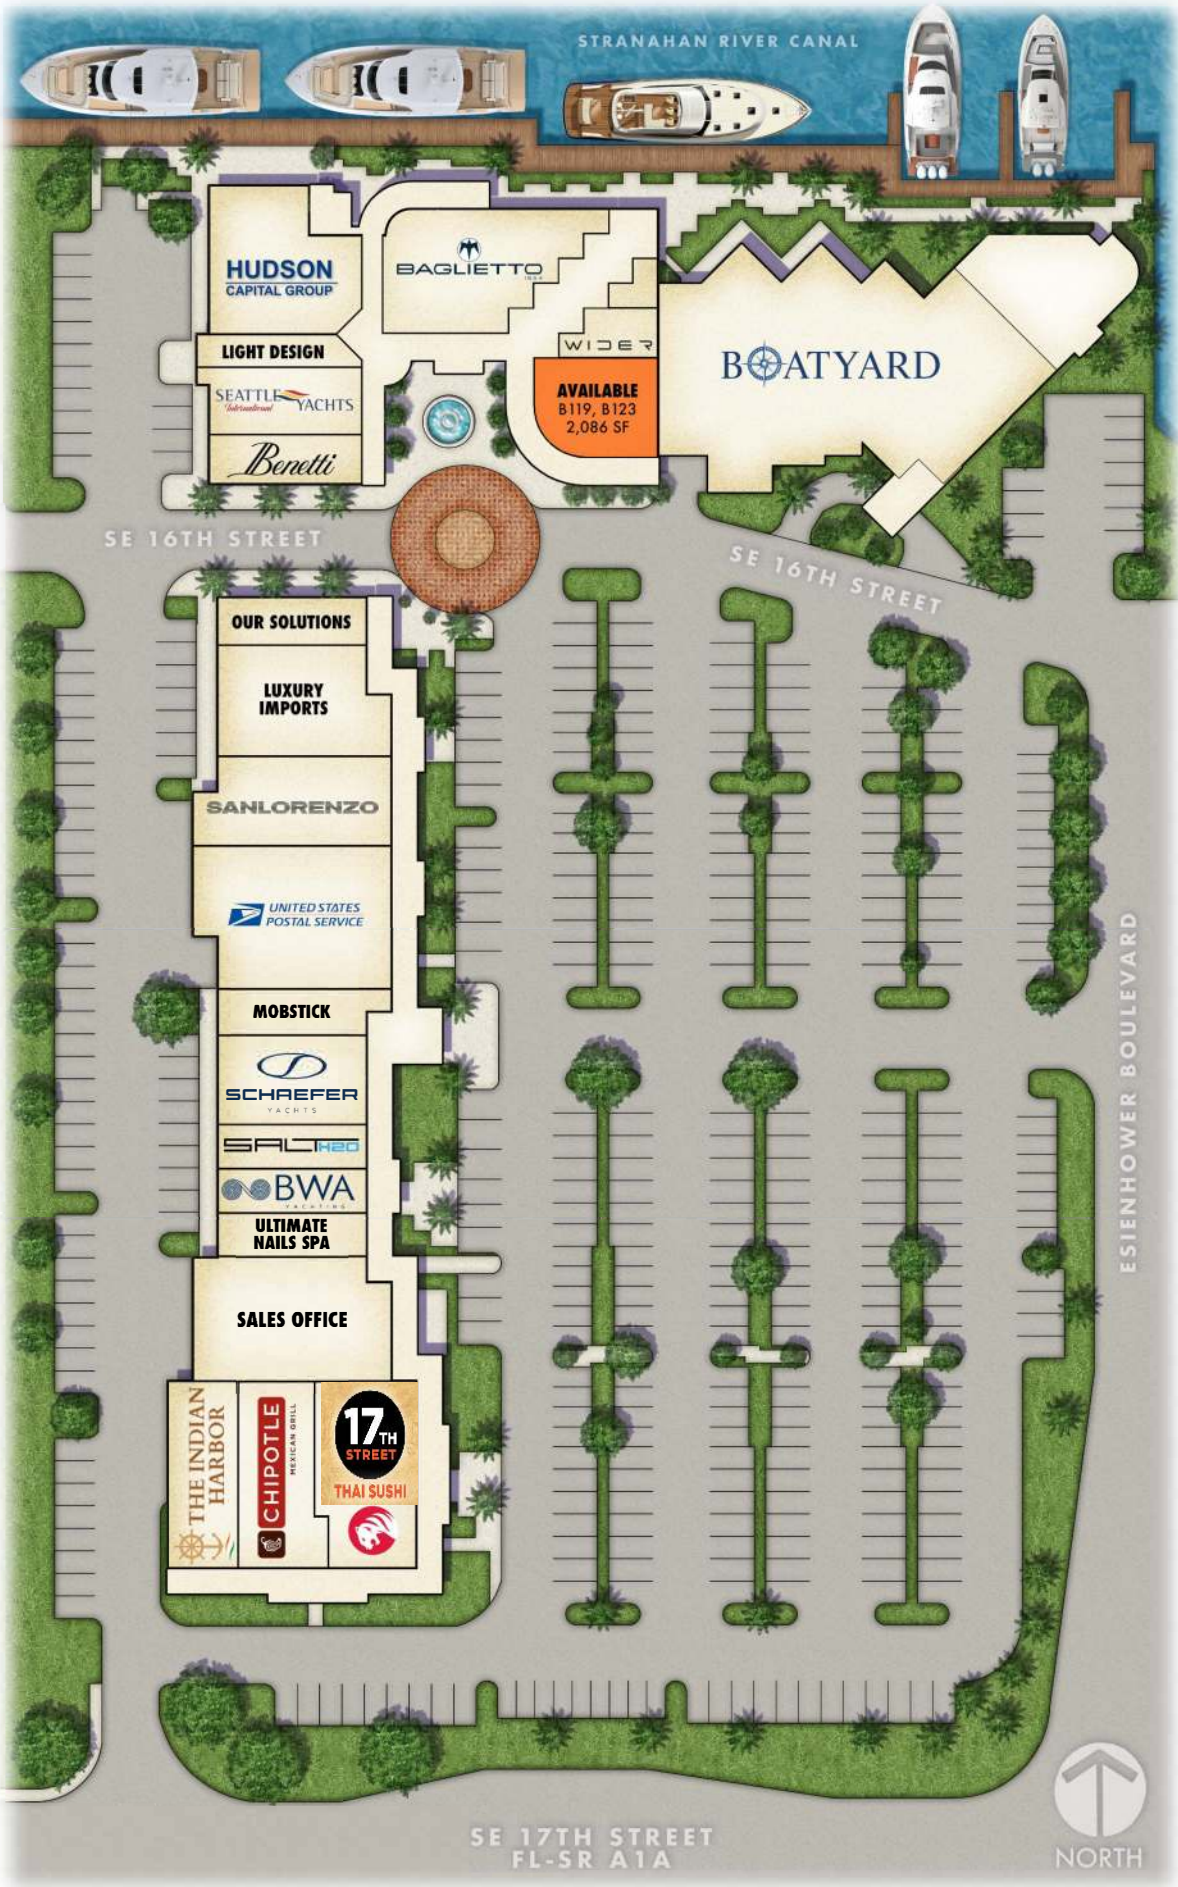 STRANAHAN RIVER CANAL
HUDSON
CAPITAL GROUP
BAGLIETTO
LIGHT DESIGN
WIDER
BOATYARD
SEATTLE YACHTS
International
AVAILABLE
B119, B123
2,086 SF
Benetti
SE 16TH STREET
SE 16TH STREET
OUR SOLUTIONS
LUXURY
IMPORTS
SANLORENZO
UNITED STATES
POSTAL SERVICE
MOBSTICK
SCHAEFER
YACHTS
SALT H2O
BWA
YACHTING
ULTIMATE
NAILS SPA
SALES OFFICE
THE INDIAN
HARBOR
CHIPOTLE
MEXICAN GRILL
17TH
STREET
THAI SUSHI
ESIENHOWER BOULEVARD
SE 17TH STREET
FL-SR A1A
NORTH